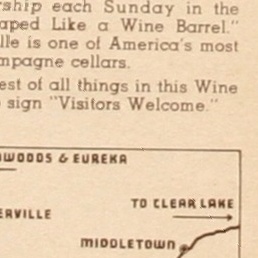 rship each Sunday in the
aped Like a Wine Barrel."
lle is one of America's most
mpagne cellars.
est of all things in this Wine
sign "Visitors Welcome."
WOODS & EUREKA
TO CLEAR LAKE
ERVILLE
MIDDLETOWN